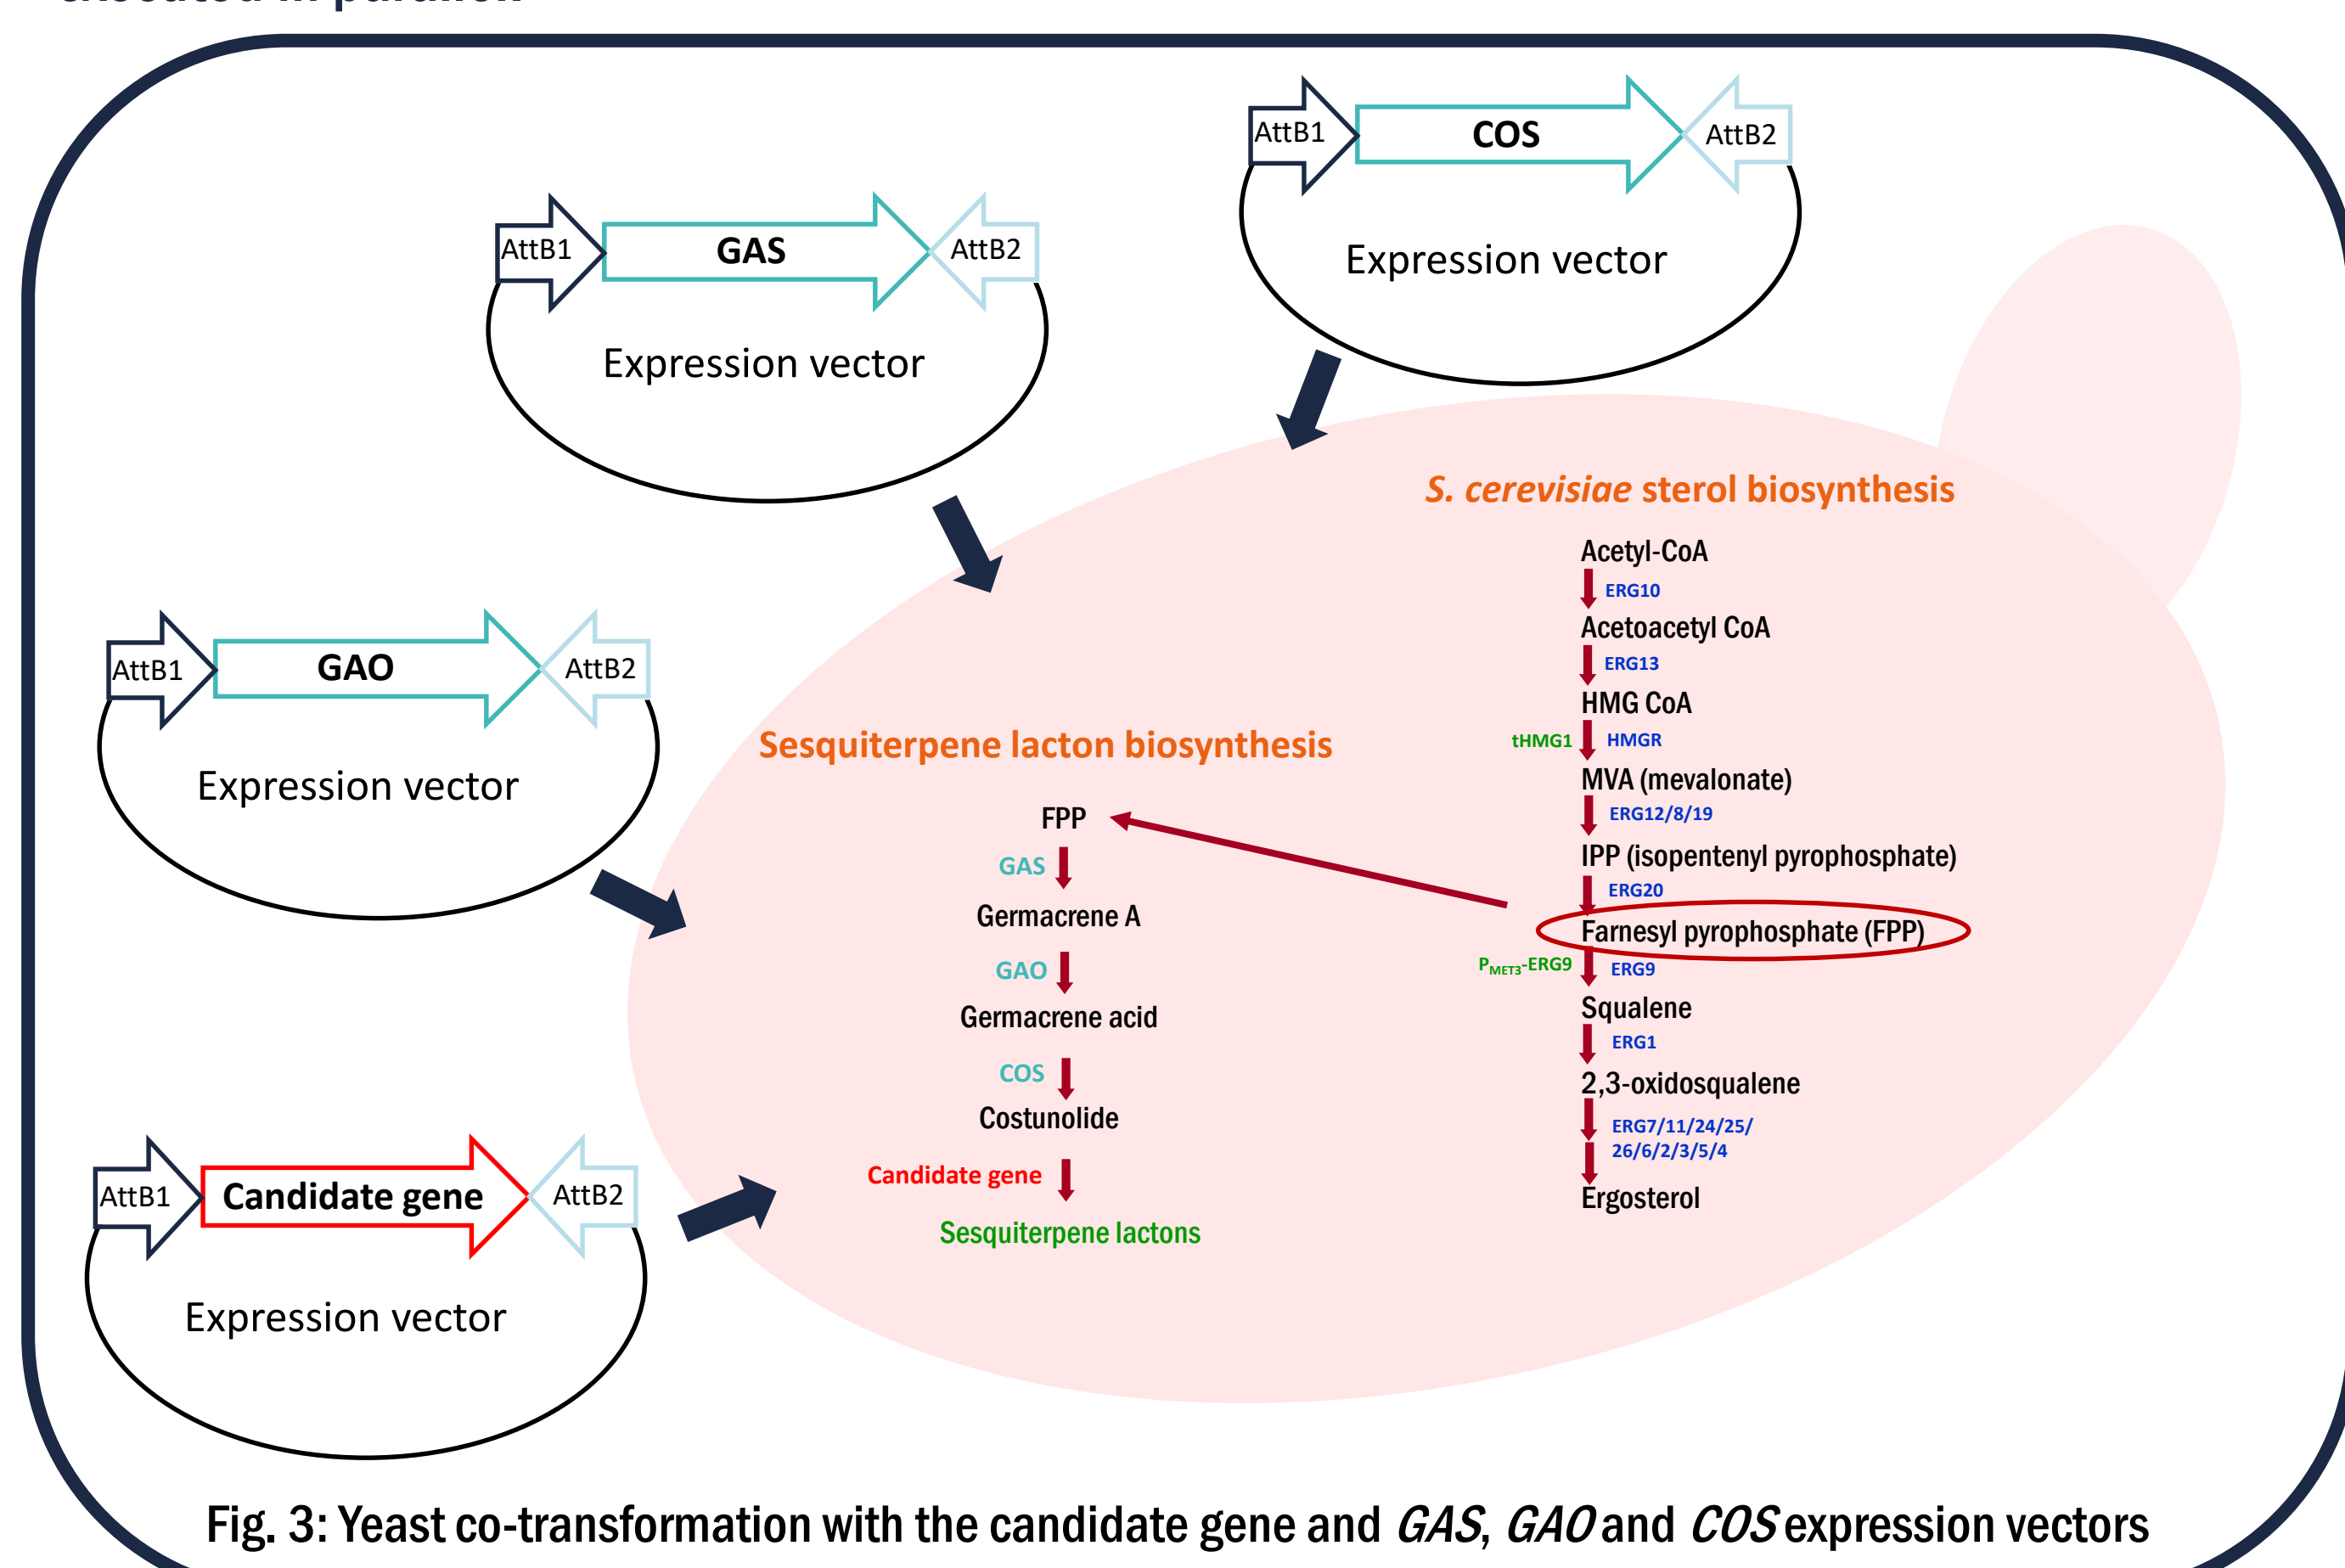 AttB1
COS
AttB2
Expression vector
AttB1
GAS
AttB2
Expression vector
AttB1
GAO
AttB2
Expression vector
AttB1
Candidate gene
AttB2
Expression vector
Sesquiterpene lacton biosynthesis
FPP
GAS
Germacrene A
GAO
Germacrene acid
COS
Costunolide
Candidate gene
Sesquiterpene lactons
S. cerevisiae sterol biosynthesis
Acetyl-CoA
ERG10
Acetoacetyl CoA
ERG13
HMG CoA
tHMG1 HMGR
MVA (mevalonate)
ERG12/8/19
IPP (isopentenyl pyrophosphate)
ERG20
Farnesyl pyrophosphate (FPP)
PMET3-ERG9 ERG9
Squalene
ERG1
2,3-oxidosqualene
ERG7/11/24/25/
26/6/2/3/5/4
Ergosterol
Fig. 3: Yeast co-transformation with the candidate gene and GAS, GAO and COS expression vectors